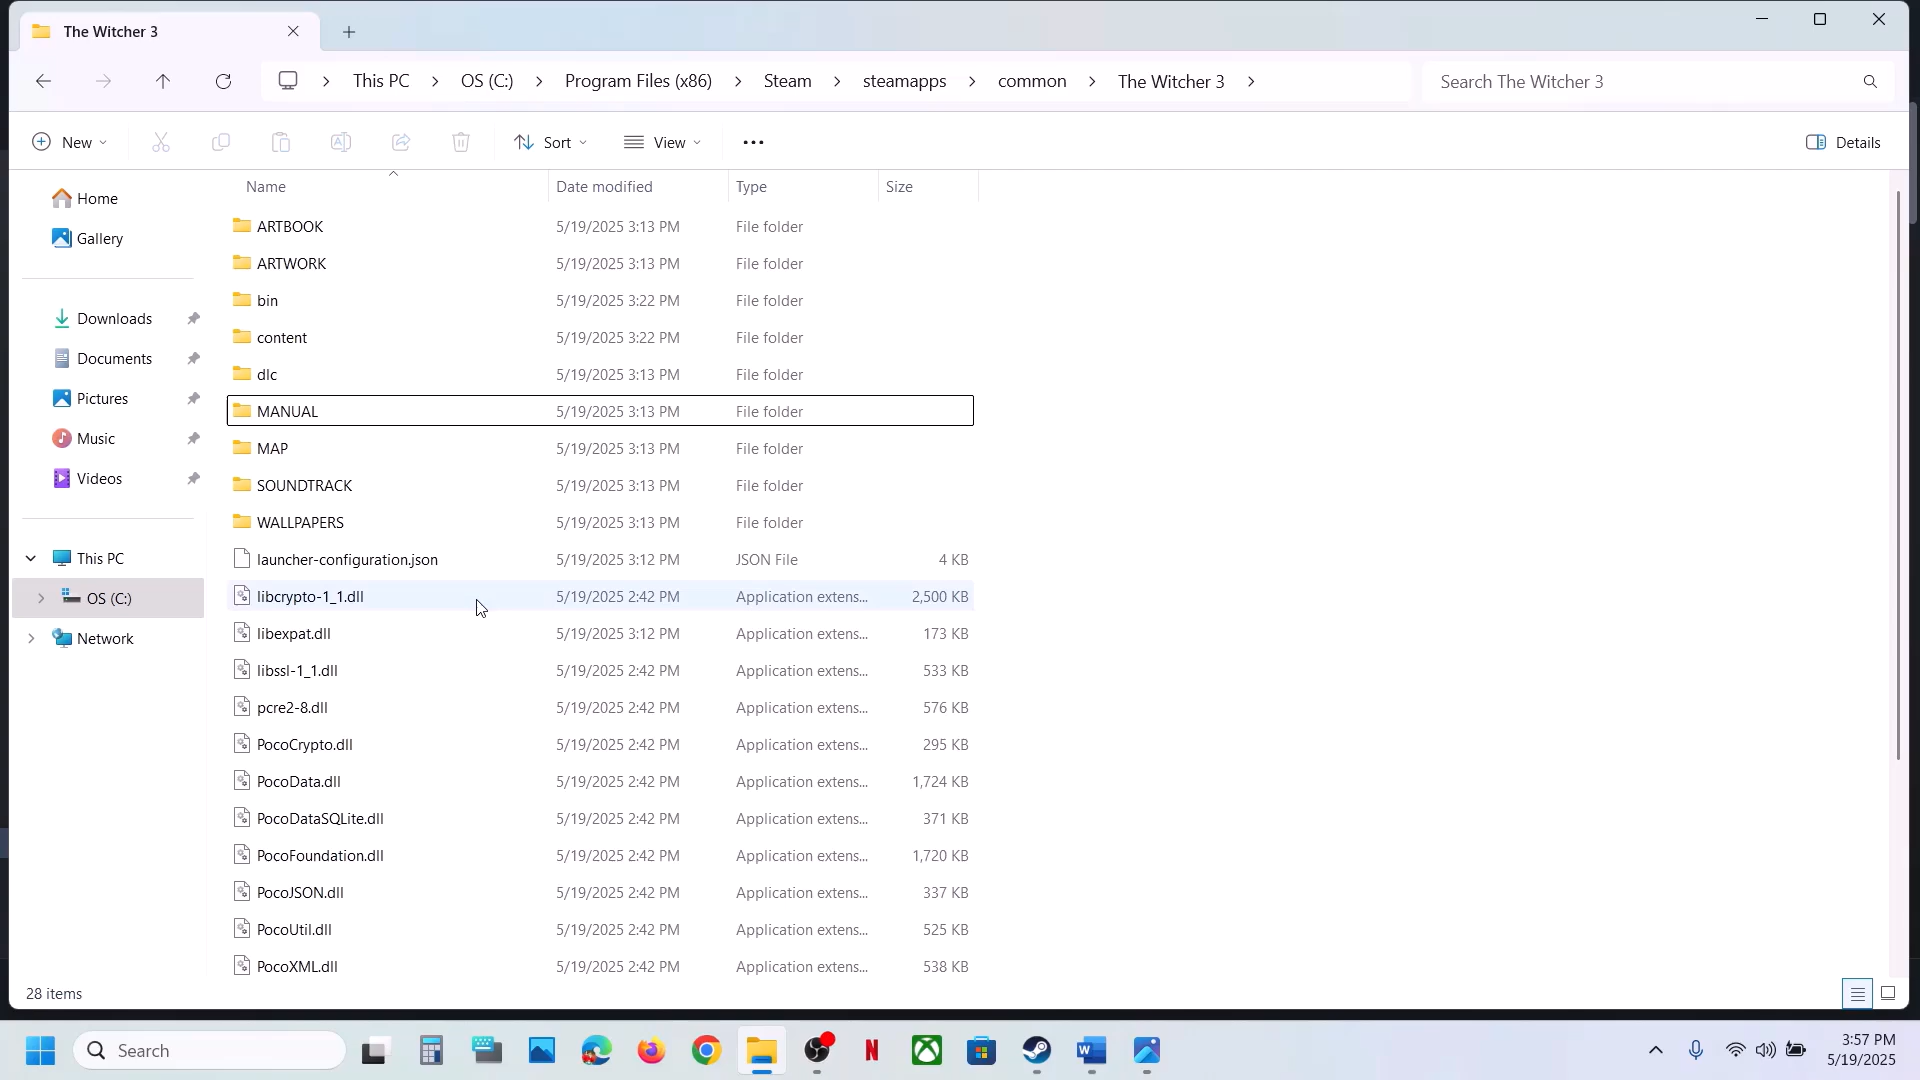 The Witcher 3
This PC > OS (C:) > Program Files (x86) > Steam > steamapps > common > The Witcher 3 >
Search The Witcher 3
New
Sort
View
Details
Name
Date modified
Type
Size
Home
Gallery
Downloads
Documents
Pictures
Music
Videos
This PC
OS (C:)
Network
ARTBOOK 5/19/2025 3:13 PM File folder
ARTWORK 5/19/2025 3:13 PM File folder
bin 5/19/2025 3:22 PM File folder
content 5/19/2025 3:22 PM File folder
dlc 5/19/2025 3:13 PM File folder
MANUAL 5/19/2025 3:13 PM File folder
MAP 5/19/2025 3:13 PM File folder
SOUNDTRACK 5/19/2025 3:13 PM File folder
WALLPAPERS 5/19/2025 3:13 PM File folder
launcher-configuration.json 5/19/2025 3:12 PM JSON File 4 KB
libcrypto-1_1.dll 5/19/2025 2:42 PM Application extens... 2,500 KB
libexpat.dll 5/19/2025 3:12 PM Application extens... 173 KB
libssl-1_1.dll 5/19/2025 2:42 PM Application extens... 533 KB
pcre2-8.dll 5/19/2025 2:42 PM Application extens... 576 KB
PocoCrypto.dll 5/19/2025 2:42 PM Application extens... 295 KB
PocoData.dll 5/19/2025 2:42 PM Application extens... 1,724 KB
PocoDataSQLite.dll 5/19/2025 2:42 PM Application extens... 371 KB
PocoFoundation.dll 5/19/2025 2:42 PM Application extens... 1,720 KB
PocoJSON.dll 5/19/2025 2:42 PM Application extens... 337 KB
PocoUtil.dll 5/19/2025 2:42 PM Application extens... 525 KB
PocoXML.dll 5/19/2025 2:42 PM Application extens... 538 KB
28 items
Search
3:57 PM
5/19/2025